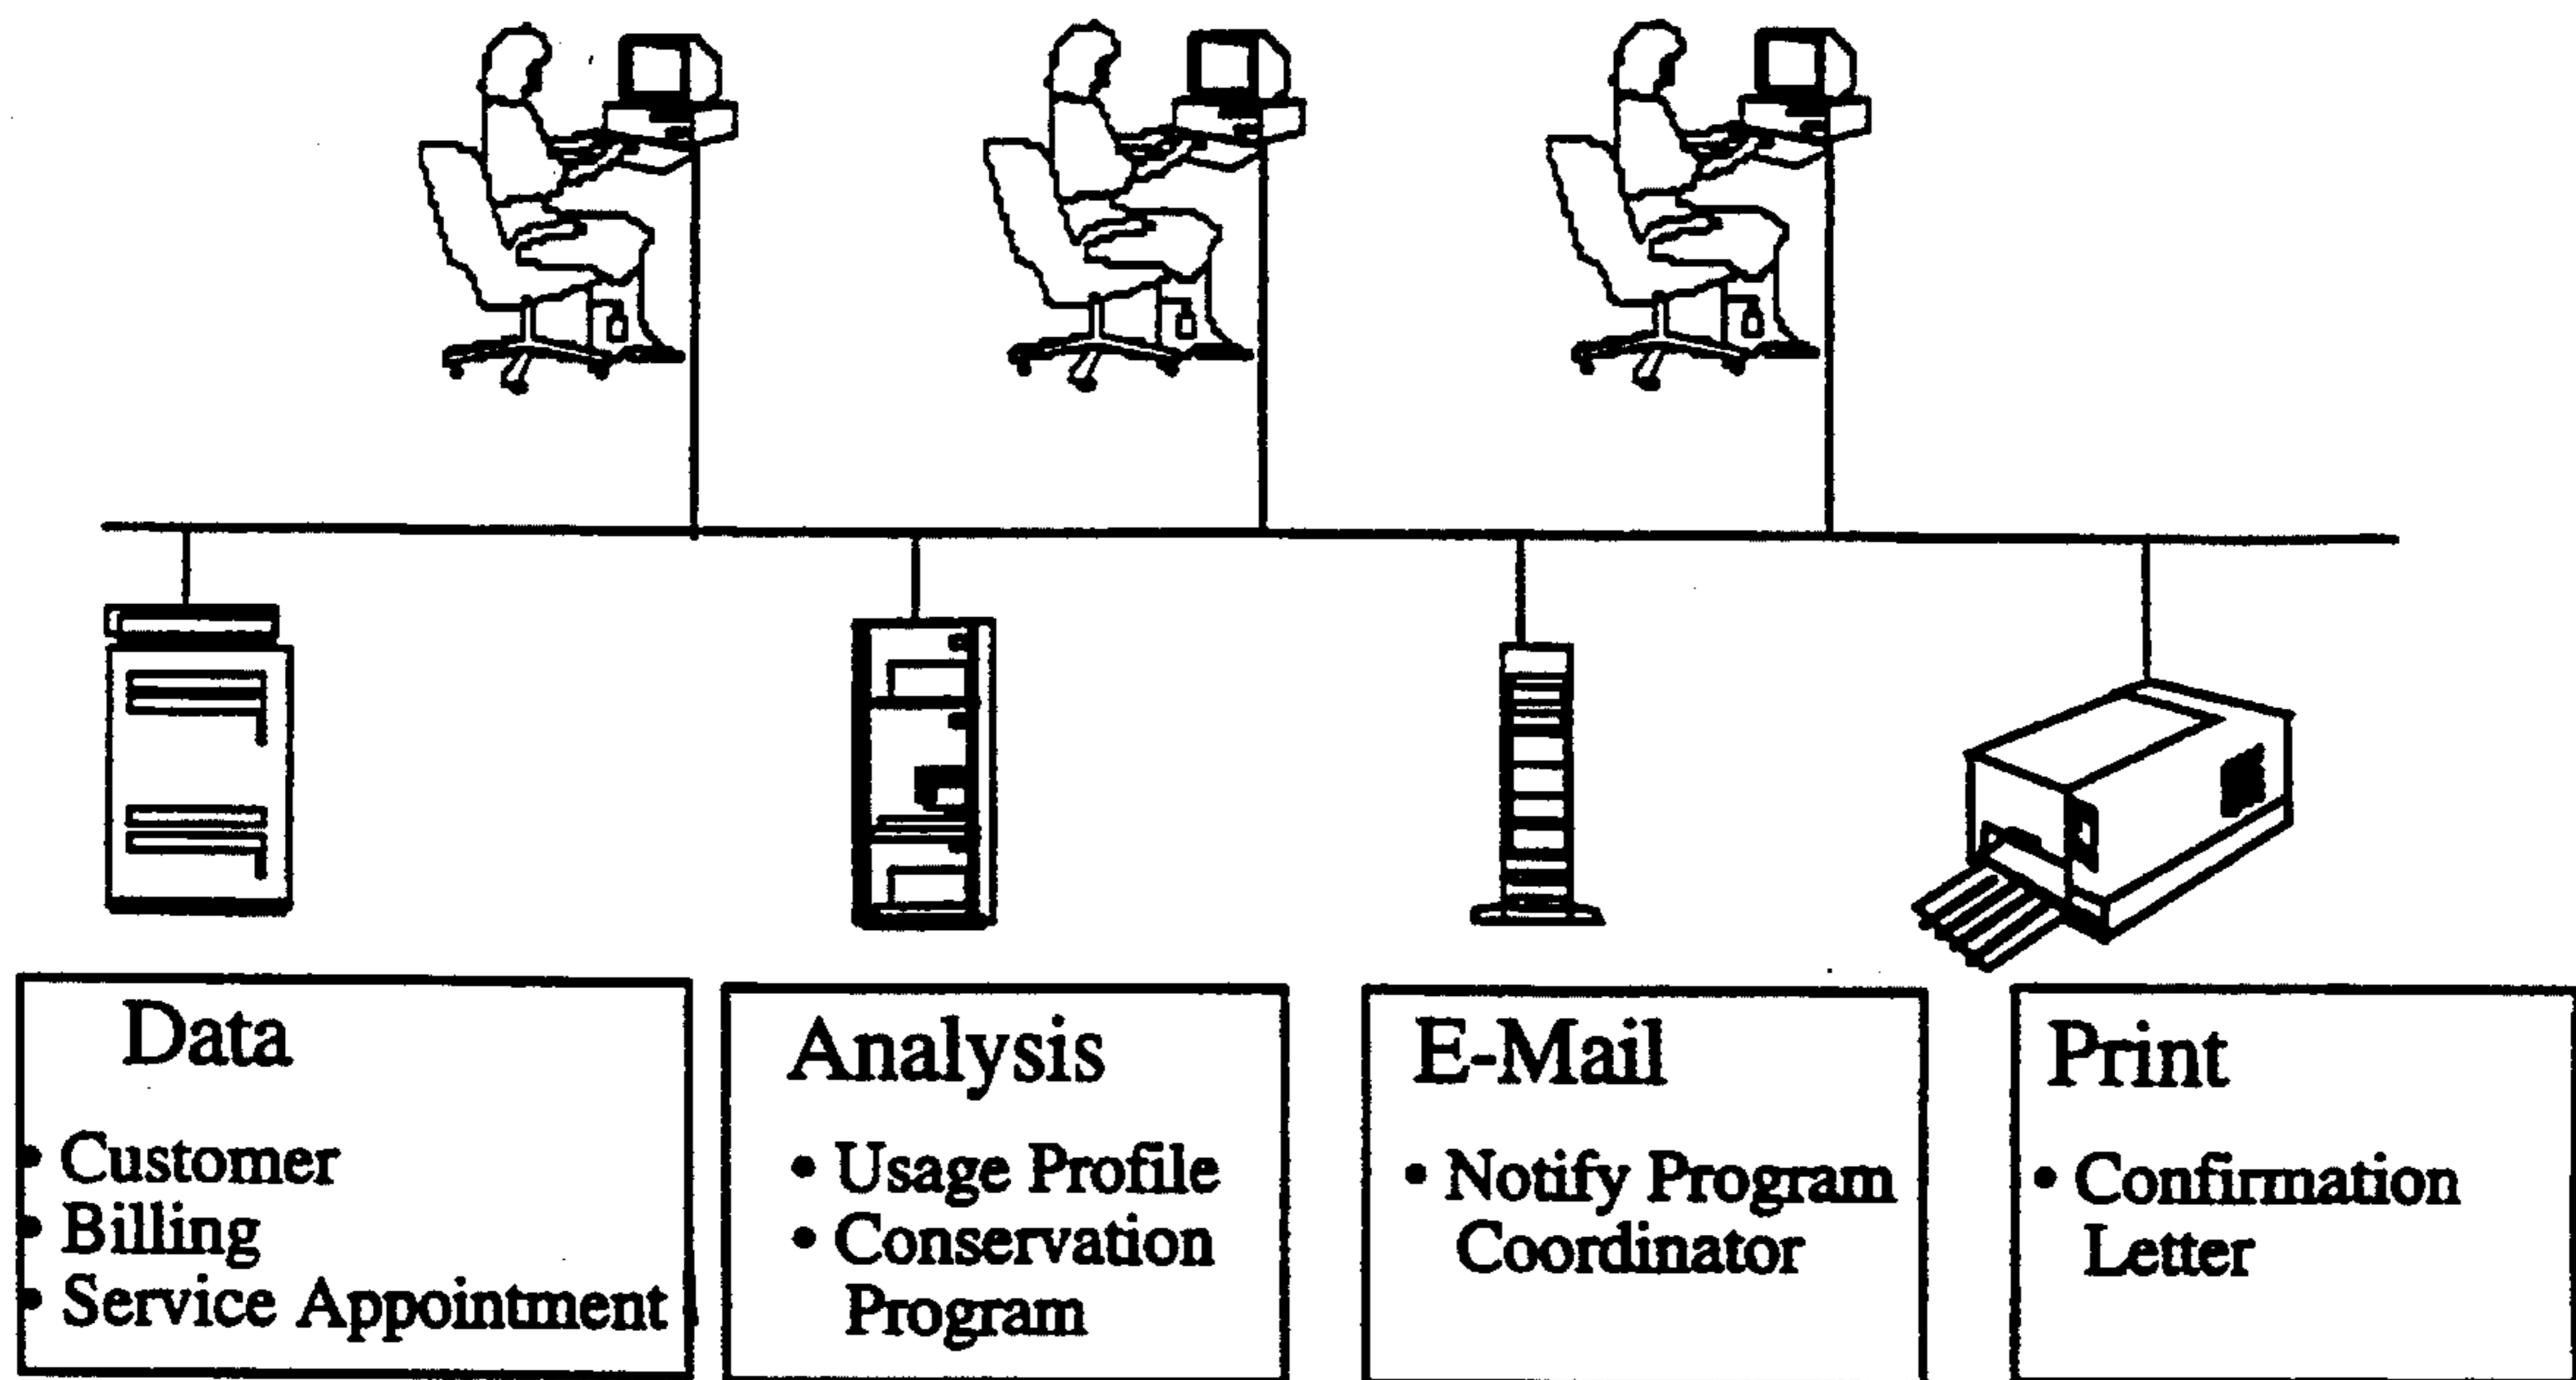 Data
• Customer
• Billing
• Service Appointment
Analysis
• Usage Profile
• Conservation
Program
E-Mail
• Notify Program
Coordinator
Print
• Confirmation
Letter